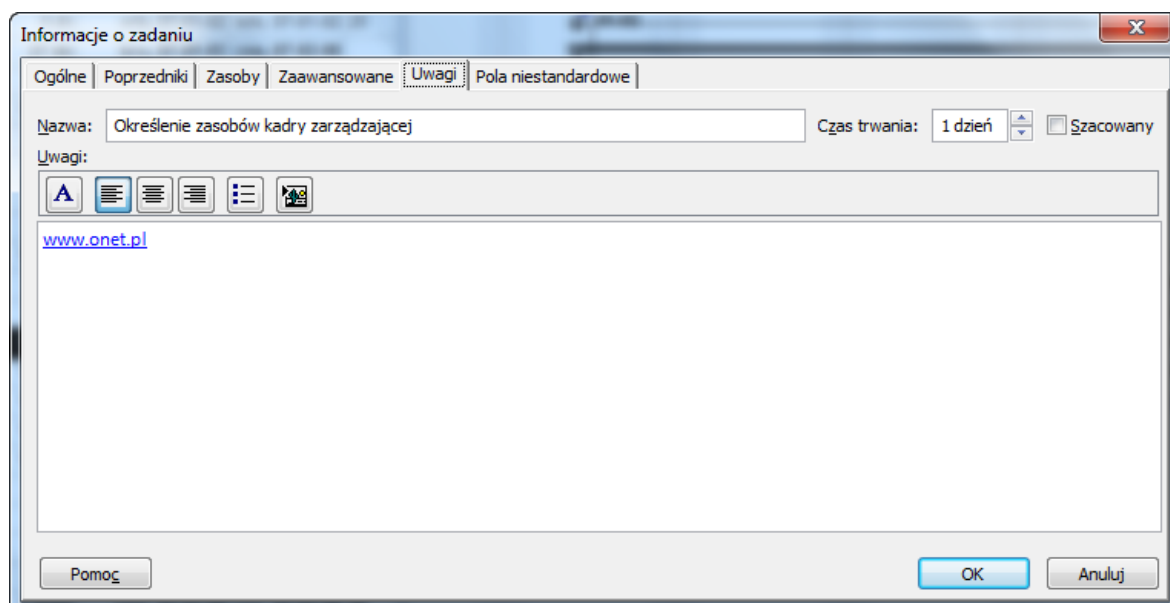 Informacje o zadaniu
Ogólne Poprzedniki Zasoby Zaawansowane Uwagi Pola niestandardowe
Nazwa: Określenie zasobów kadry zarządzającej Czas trwania: 1 dzień Szacowany
Uwagi:
A
www.onet.pl
Pomoc OK Anuluj